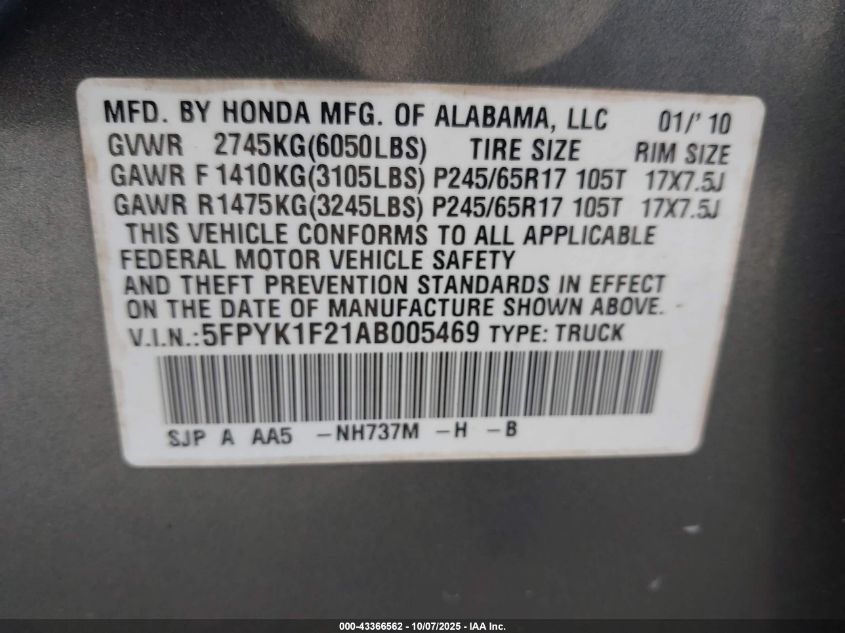 MFD. BY HONDA MFG. OF ALABAMA, LLC 01/'10
GVWR 2745KG(6050LBS) TIRE SIZE RIM SIZE
GAWR F 1410KG(3105LBS) P245/65R17 105T 17X7.5J
GAWR R1475KG(3245LBS) P245/65R17 105T 17X7.5J
THIS VEHICLE CONFORMS TO ALL APPLICABLE
FEDERAL MOTOR VEHICLE SAFETY
AND THEFT PREVENTION STANDARDS IN EFFECT
ON THE DATE OF MANUFACTURE SHOWN ABOVE.
V.I.N.:5FPYK1F21AB005469 TYPE: TRUCK
SJP A AA5 -NH737M -H -B
000-43366562 - 10/07/2025 - IAA Inc.